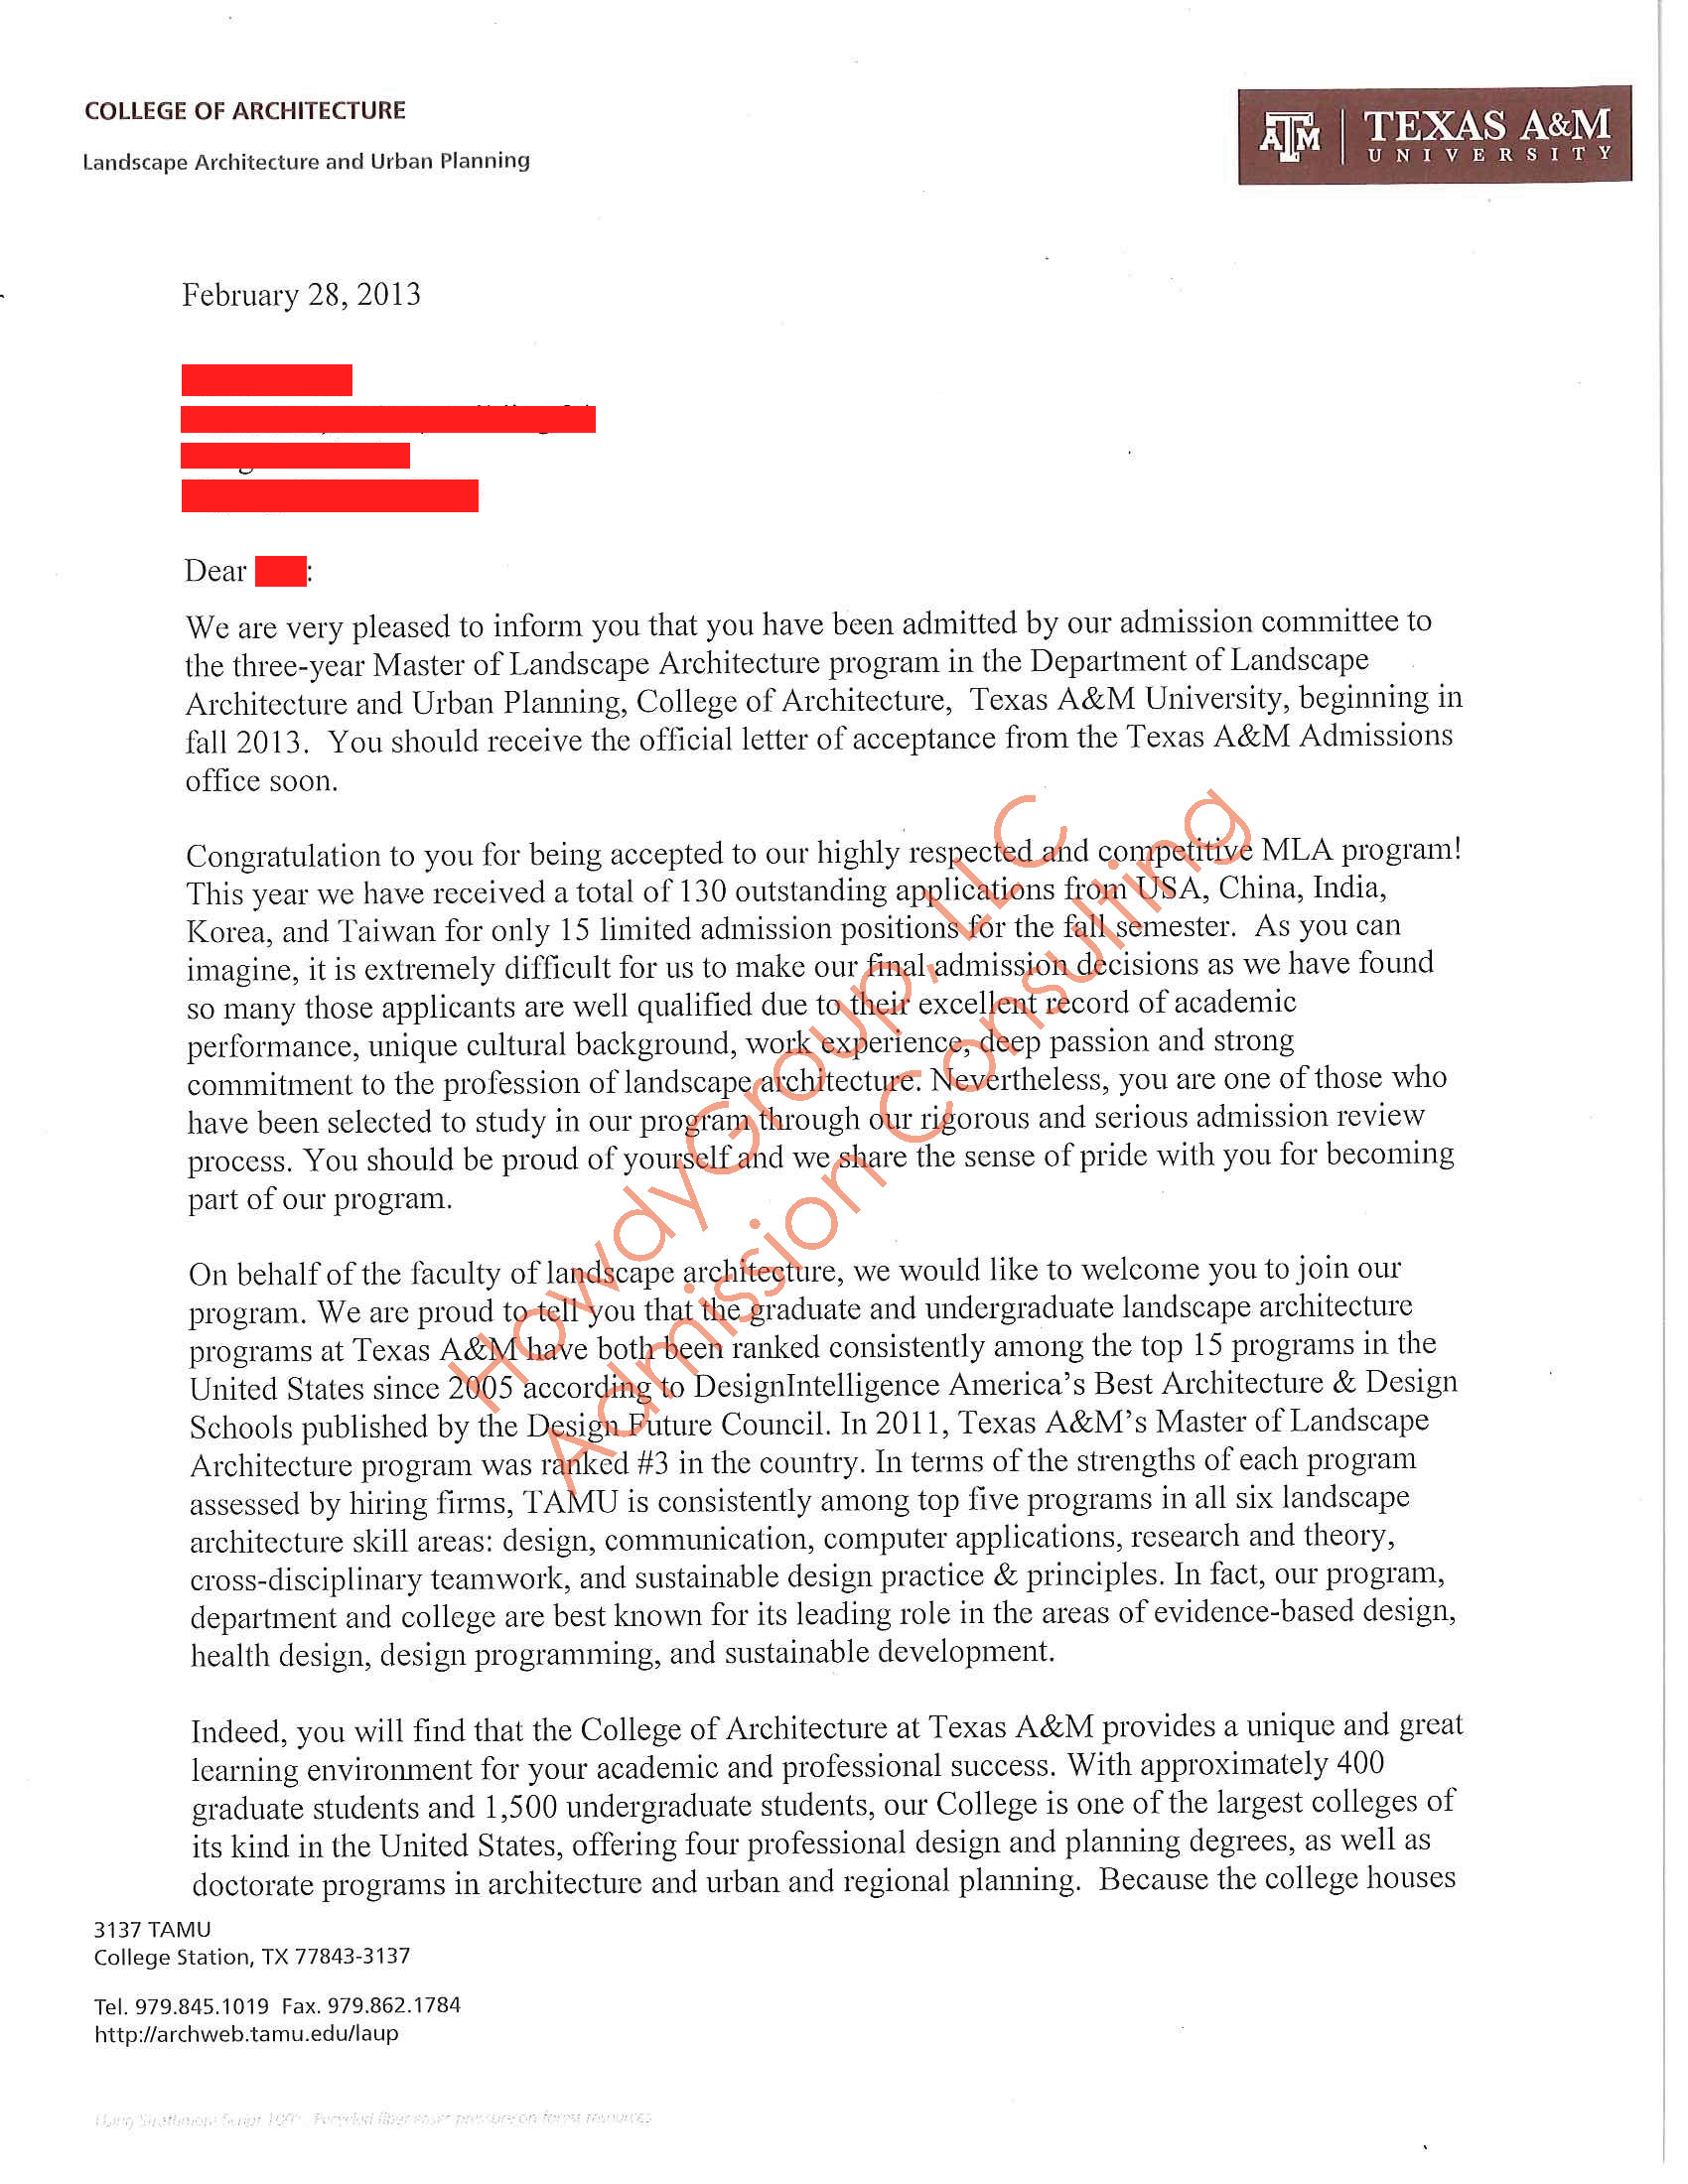 COLLEGE OF ARCHITECTURE
Landscape Architecture and Urban Planning
ATM
TEXAS A&M
UNIVERSITY
February 28, 2013
Dear :
We are very pleased to inform you that you have been admitted by our admission committee to
the three-year Master of Landscape Architecture program in the Department of Landscape
Architecture and Urban Planning, College of Architecture, Texas A&M University, beginning in
fall 2013. You should receive the official letter of acceptance from the Texas A&M Admissions
office soon.
Congratulation to you for being accepted to our highly respected and competitive MLA program!
This year we have received a total of 130 outstanding applications from USA, China, India,
Korea, and Taiwan for only 15 limited admission positions for the fall semester. As you can
imagine, it is extremely difficult for us to make our final admission decisions as we have found
so many those applicants are well qualified due to their excellent record of academic
performance, unique cultural background, work experience, deep passion and strong
commitment to the profession of landscape architecture. Nevertheless, you are one of those who
have been selected to study in our program through our rigorous and serious admission review
process. You should be proud of yourself and we share the sense of pride with you for becoming
part of our program.
On behalf of the faculty of landscape architecture, we would like to welcome you to join our
program. We are proud to tell you that the graduate and undergraduate landscape architecture
programs at Texas A&M have both been ranked consistently among the top 15 programs in the
United States since 2005 according to DesignIntelligence America's Best Architecture & Design
Schools published by the Design Future Council. In 2011, Texas A&M's Master of Landscape
Architecture program was ranked #3 in the country. In terms of the strengths of each program
assessed by hiring firms, TAMU is consistently among top five programs in all six landscape
architecture skill areas: design, communication, computer applications, research and theory,
cross-disciplinary teamwork, and sustainable design practice & principles. In fact, our program,
department and college are best known for its leading role in the areas of evidence-based design,
health design, design programming, and sustainable development.
Indeed, you will find that the College of Architecture at Texas A&M provides a unique and great
learning environment for your academic and professional success. With approximately 400
graduate students and 1,500 undergraduate students, our College is one of the largest colleges of
its kind in the United States, offering four professional design and planning degrees, as well as
doctorate programs in architecture and urban and regional planning. Because the college houses
HowdyGroup, LLC
Admission Consulting
3137 TAMU
College Station, TX 77843-3137
Tel. 979.845.1019 Fax. 979.862.1784
http://archweb.tamu.edu/laup